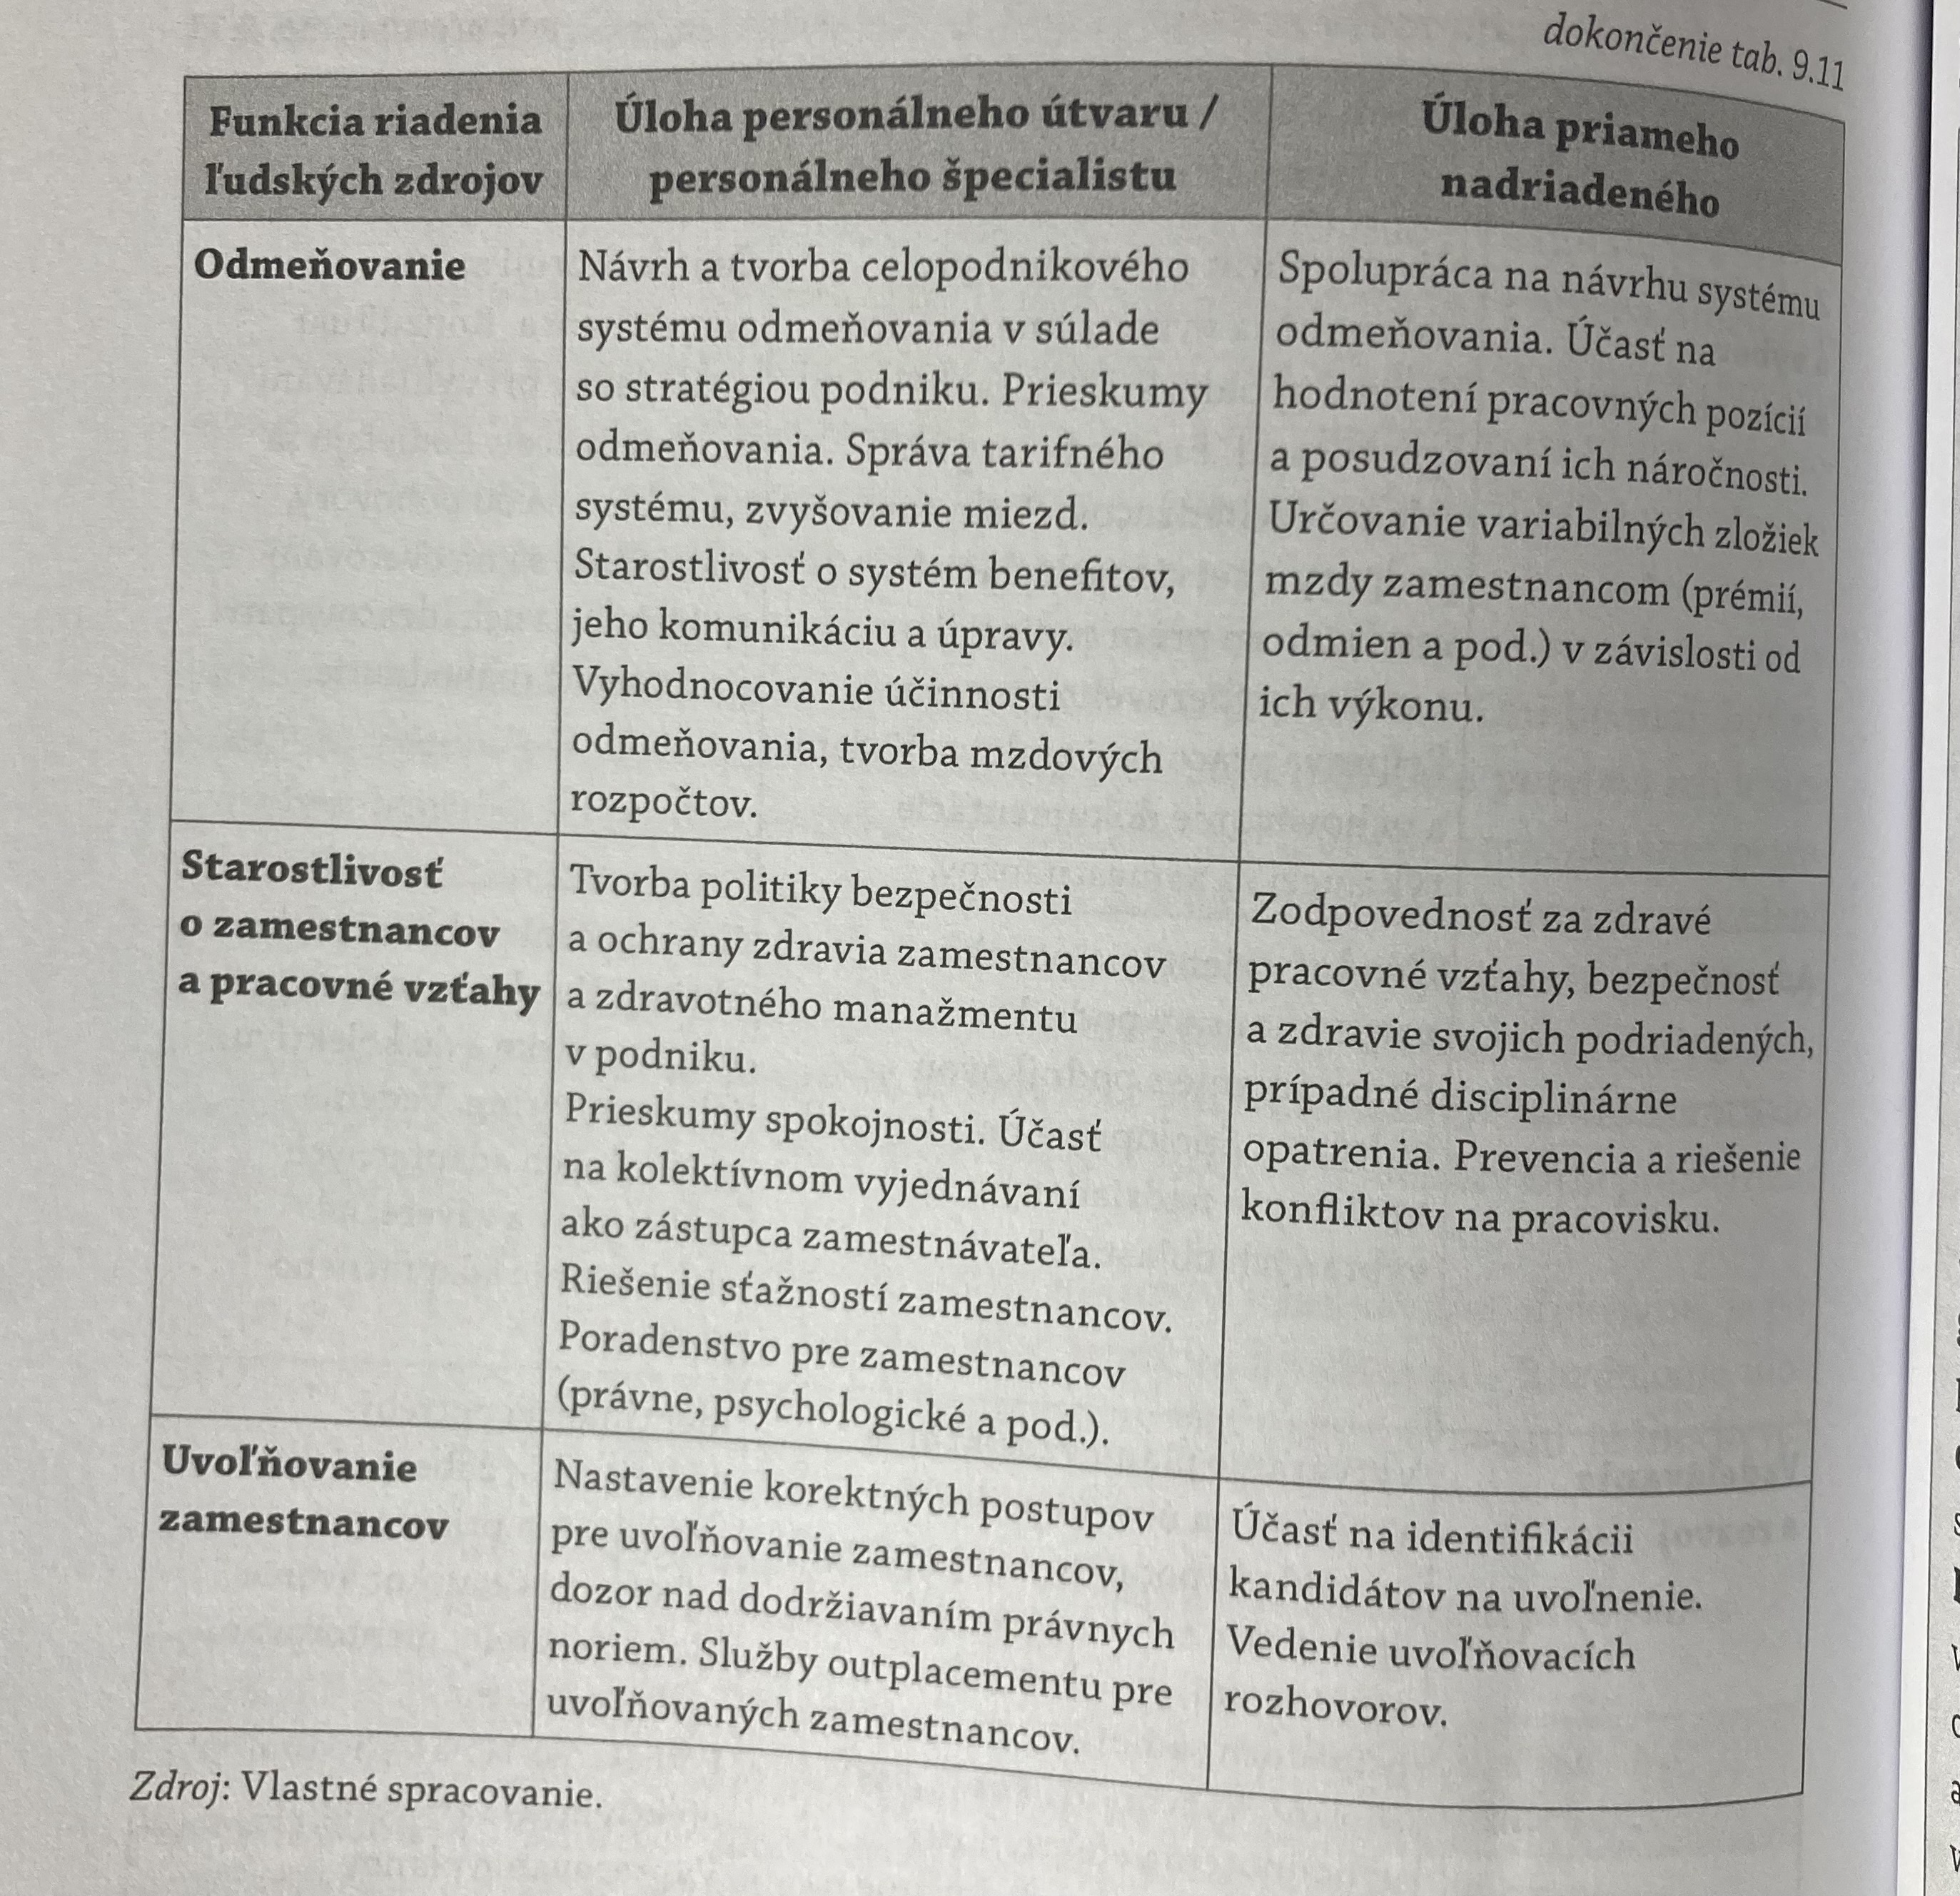 dokončenie tab. 9.11
Funkcia riadenia
ľudských zdrojov
Úloha personálneho útvaru /
personálneho špecialistu
Úloha priameho
nadriadeného
Odmeňovanie
Návrh a tvorba celopodnikového
systému odmeňovania v súlade
so stratégiou podniku. Prieskumy
odmeňovania. Správa tarifného
systému, zvyšovanie miezd.
Starostlivosť o systém benefitov,
jeho komunikáciu a úpravy.
Vyhodnocovanie účinnosti
odmeňovania, tvorba mzdových
rozpočtov.
Spolupráca na návrhu systému
odmeňovania. Účasť na
hodnotení pracovných pozícií
a posudzovaní ich náročnosti.
Určovanie variabilných zložiek
mzdy zamestnancom (prémií,
odmien a pod.) v závislosti od
ich výkonu.
Starostlivosť
o zamestnancov
a pracovné vzťahy
Tvorba politiky bezpečnosti
a ochrany zdravia zamestnancov
a zdravotného manažmentu
v podniku.
Prieskumy spokojnosti. Účasť
na kolektívnom vyjednávaní
ako zástupca zamestnávateľa.
Riešenie sťažností zamestnancov.
Poradenstvo pre zamestnancov
(právne, psychologické a pod.).
Zodpovednosť za zdravé
pracovné vzťahy, bezpečnosť
a zdravie svojich podriadených,
prípadné disciplinárne
opatrenia. Prevencia a riešenie
konfliktov na pracovisku.
Uvoľňovanie
zamestnancov
Nastavenie korektných postupov
pre uvoľňovanie zamestnancov,
dozor nad dodržiavaním právnych
noriem. Služby outplacementu pre
uvoľňovaných zamestnancov.
Účasť na identifikácii
kandidátov na uvoľnenie.
Vedenie uvoľňovacích
rozhovorov.
Zdroj: Vlastné spracovanie.